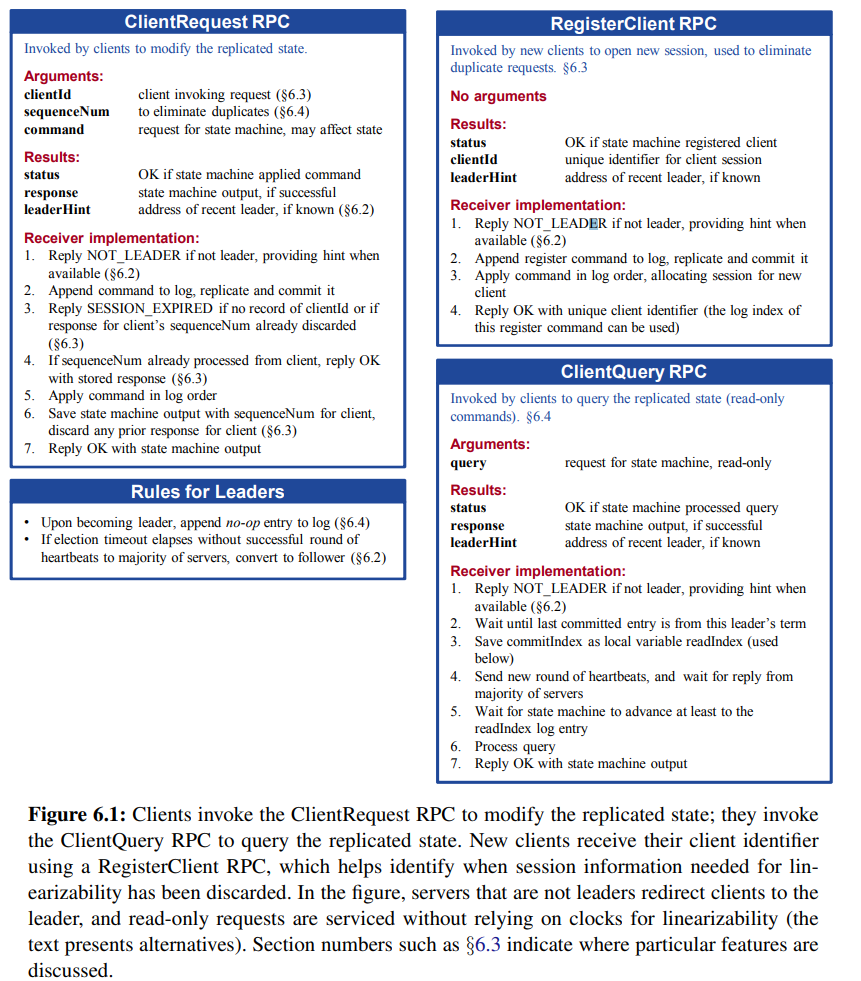 ClientRequest RPC
Invoked by clients to modify the replicated state.
Arguments:
clientId client invoking request (§6.3)
sequenceNum to eliminate duplicates (§6.4)
command request for state machine, may affect state
Results:
status OK if state machine applied command
response state machine output, if successful
leaderHint address of recent leader, if known (§6.2)
Receiver implementation:
1. Reply NOT_LEADER if not leader, providing hint when
available (§6.2)
2. Append command to log, replicate and commit it
3. Reply SESSION_EXPIRED if no record of clientId or if
response for client's sequenceNum already discarded
(§6.3)
4. If sequenceNum already processed from client, reply OK
with stored response (§6.3)
5. Apply command in log order
6. Save state machine output with sequenceNum for client,
discard any prior response for client (§6.3)
7. Reply OK with state machine output
Rules for Leaders
• Upon becoming leader, append no-op entry to log (§6.4)
• If election timeout elapses without successful round of
heartbeats to majority of servers, convert to follower (§6.2)
RegisterClient RPC
Invoked by new clients to open new session, used to eliminate
duplicate requests. §6.3
No arguments
Results:
status OK if state machine registered client
clientId unique identifier for client session
leaderHint address of recent leader, if known
Receiver implementation:
1. Reply NOT_LEADER if not leader, providing hint when
available (§6.2)
2. Append register command to log, replicate and commit it
3. Apply command in log order, allocating session for new
client
4. Reply OK with unique client identifier (the log index of
this register command can be used)
ClientQuery RPC
Invoked by clients to query the replicated state (read-only
commands). §6.4
Arguments:
query request for state machine, read-only
Results:
status OK if state machine processed query
response state machine output, if successful
leaderHint address of recent leader, if known
Receiver implementation:
1. Reply NOT_LEADER if not leader, providing hint when
available (§6.2)
2. Wait until last committed entry is from this leader's term
3. Save commitIndex as local variable readIndex (used
below)
4. Send new round of heartbeats, and wait for reply from
majority of servers
5. Wait for state machine to advance at least to the
readIndex log entry
6. Process query
7. Reply OK with state machine output
Figure 6.1: Clients invoke the ClientRequest RPC to modify the replicated state; they invoke
the ClientQuery RPC to query the replicated state. New clients receive their client identifier
using a RegisterClient RPC, which helps identify when session information needed for lin-
earizability has been discarded. In the figure, servers that are not leaders redirect clients to the
leader, and read-only requests are serviced without relying on clocks for linearizability (the
text presents alternatives). Section numbers such as §6.3 indicate where particular features are
discussed.